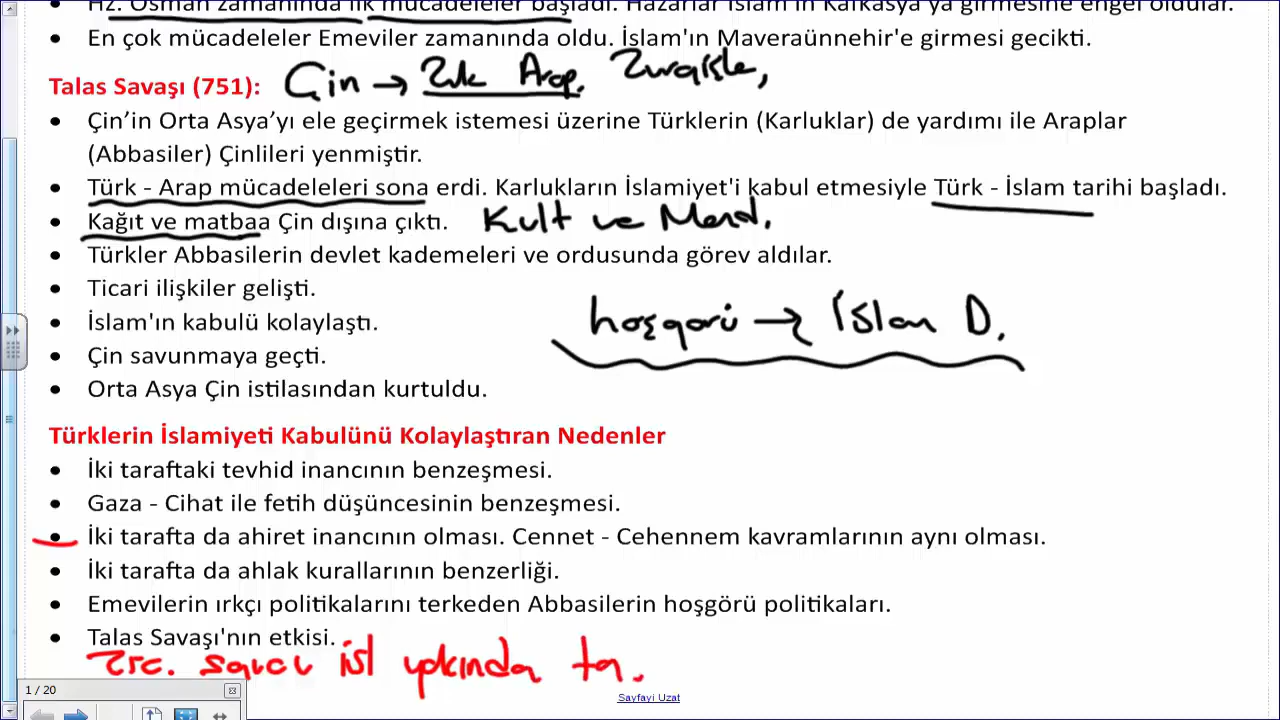 Hz. Osman zamanında ilk mücadeleler başladı. Hazarlar İslam'ın Kafkasya'ya girmesine engel oldular.
• En çok mücadeleler Emeviler zamanında oldu. İslam'ın Maveraünnehir'e girmesi gecikti.
Talas Savaşı (751): Çin → Arap.
• Çin'in Orta Asya'yı ele geçirmek istemesi üzerine Türklerin (Karluklar) de yardımı ile Araplar
(Abbasiler) Çinlileri yenmiştir.
• Türk - Arap mücadeleleri sona erdi. Karlukların İslamiyet'i kabul etmesiyle Türk - İslam tarihi başladı.
• Kağıt ve matbaa Çin dışına çıktı. Kült ve Med.
• Türkler Abbasilerin devlet kademeleri ve ordusunda görev aldılar.
• Ticari ilişkiler gelişti.
• İslam'ın kabulü kolaylaştı. hoşgörü → İslam D.
• Çin savunmaya geçti.
• Orta Asya Çin istilasından kurtuldu.
Türklerin İslamiyeti Kabulünü Kolaylaştıran Nedenler
• İki taraftaki tevhid inancının benzeşmesi.
• Gaza - Cihat ile fetih düşüncesinin benzeşmesi.
• İki tarafta da ahiret inancının olması. Cennet - Cehennem kavramlarının aynı olması.
• İki tarafta da ahlak kurallarının benzerliği.
• Emevilerin ırkçı politikalarını terkeden Abbasilerin hoşgörü politikaları.
• Talas Savaşı'nın etkisi.
isl yakında
1 / 20
Sayfayi Uzat